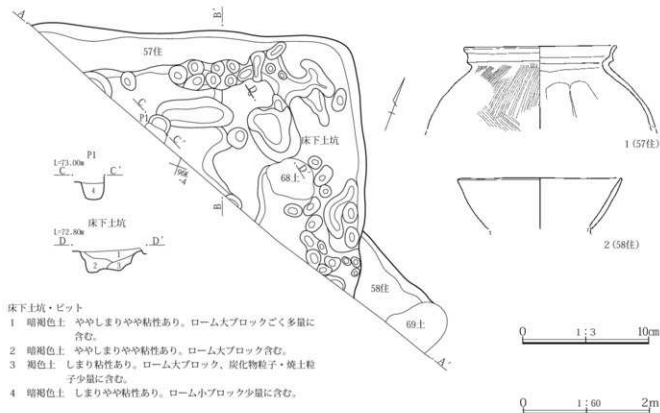 A
B´
57住
C
P1
C´
D
床下土坑
D´
68土
B
58住
69土
A´
P1
L=73.00m
C C´
4
床下土坑
L=72.80m
D D´
1
2 3
1 (57住)
2 (58住)
床下土坑・ピット
1 暗褐色土 ややしまりやや粘性あり。ローム大ブロックごく多量に
含む。
2 暗褐色土 ややしまりやや粘性あり。ローム大ブロック含む。
3 褐色土 しまり粘性あり。ローム大ブロック、炭化物粒子・焼土粒
子少量に含む。
4 暗褐色土 しまりやや粘性あり。ローム小ブロック少量に含む。
0 1:3 10cm
0 1:60 2m